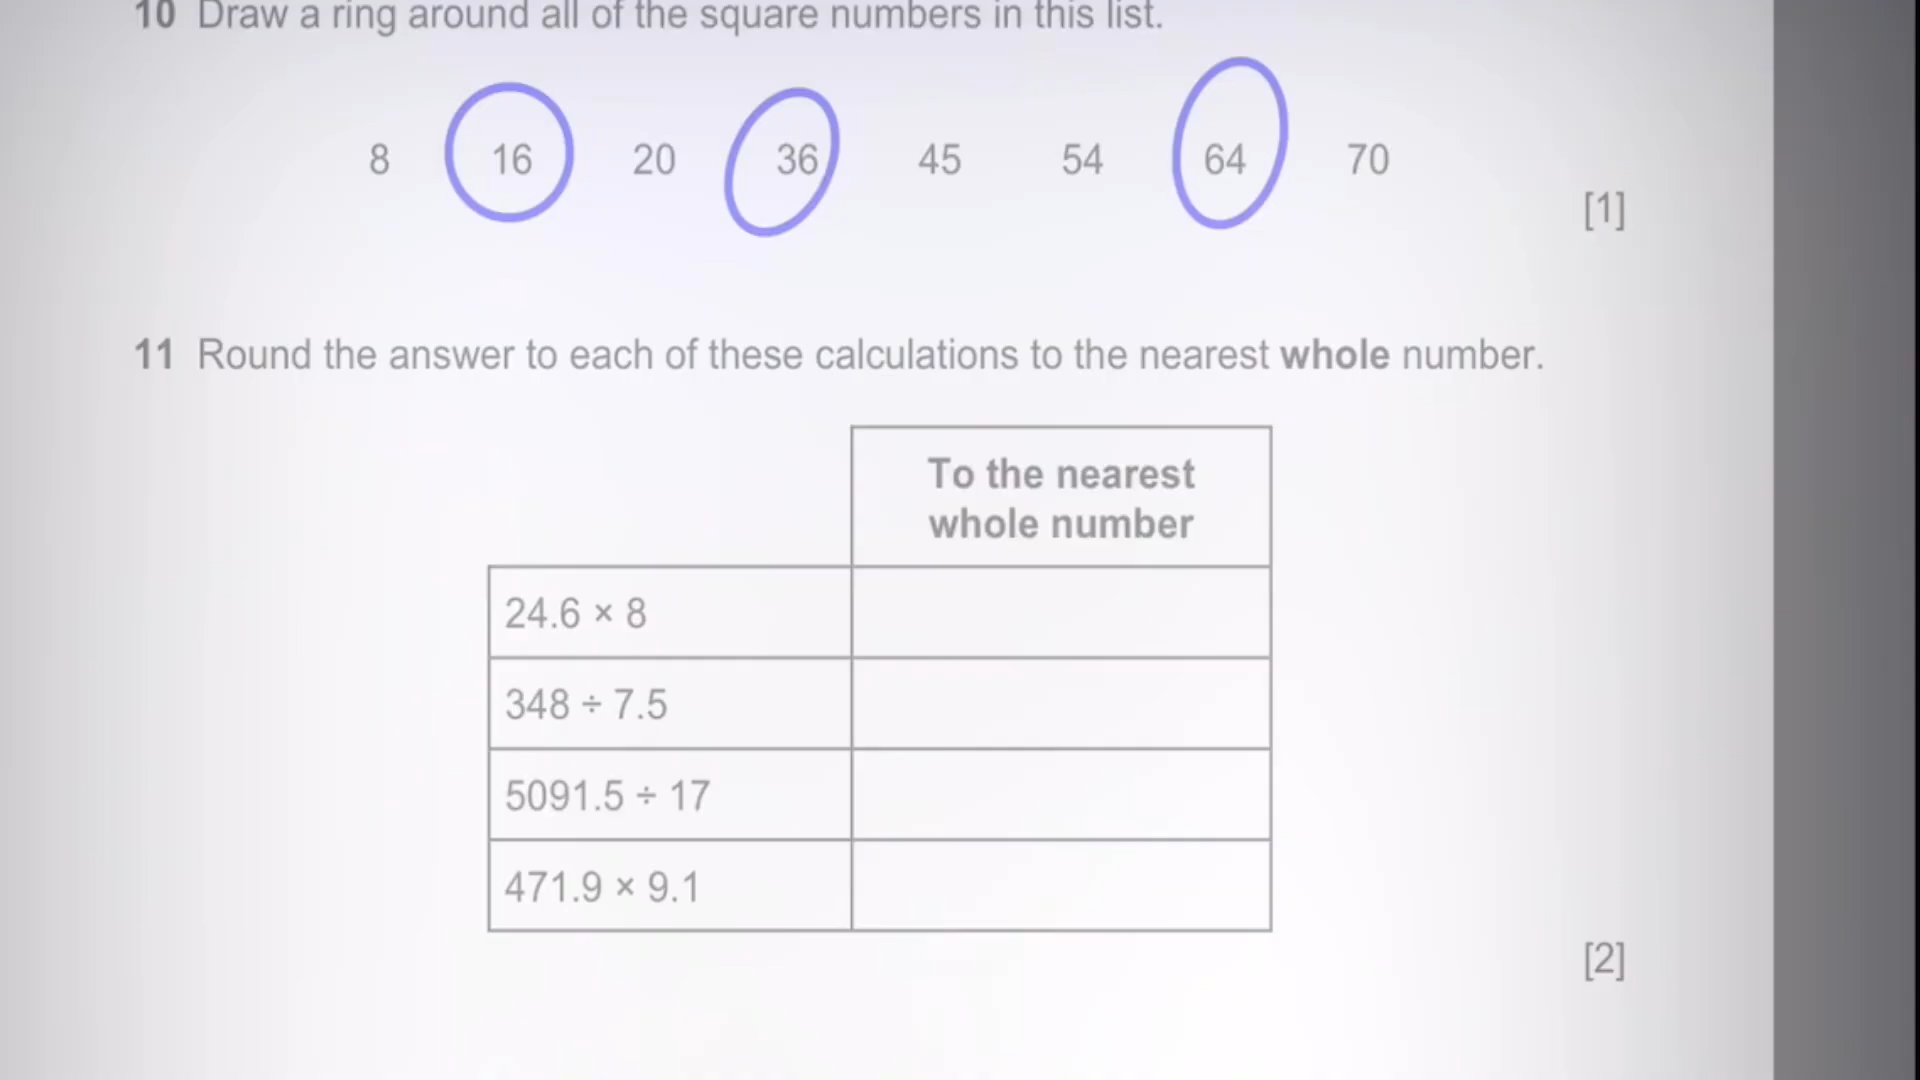 10 Draw a ring around all of the square numbers in this list.
8 16 20 36 45 54 64 70
[1]
11 Round the answer to each of these calculations to the nearest whole number.
To the nearest
whole number
24.6 × 8
348 ÷ 7.5
5091.5 ÷ 17
471.9 × 9.1
[2]